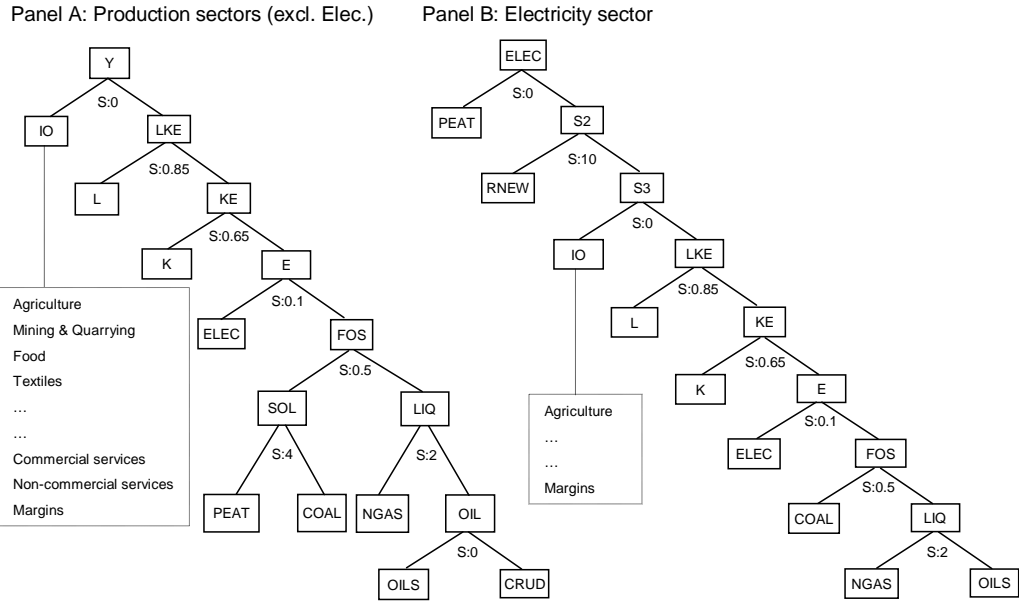 Panel A: Production sectors (excl. Elec.)
Y
S:0
IO
LKE
S:0.85
L
KE
S:0.65
K
E
S:0.1
ELEC
FOS
S:0.5
SOL
LIQ
S:4
S:2
PEAT
COAL
NGAS
OIL
S:0
OILS
CRUD
Agriculture
Mining & Quarrying
Food
Textiles
…
…
Commercial services
Non-commercial services
Margins
Panel B: Electricity sector
ELEC
S:0
PEAT
S2
S:10
RNEW
S3
S:0
IO
LKE
S:0.85
L
KE
S:0.65
K
E
S:0.1
ELEC
FOS
S:0.5
COAL
LIQ
S:2
NGAS
OILS
Agriculture
…
…
Margins